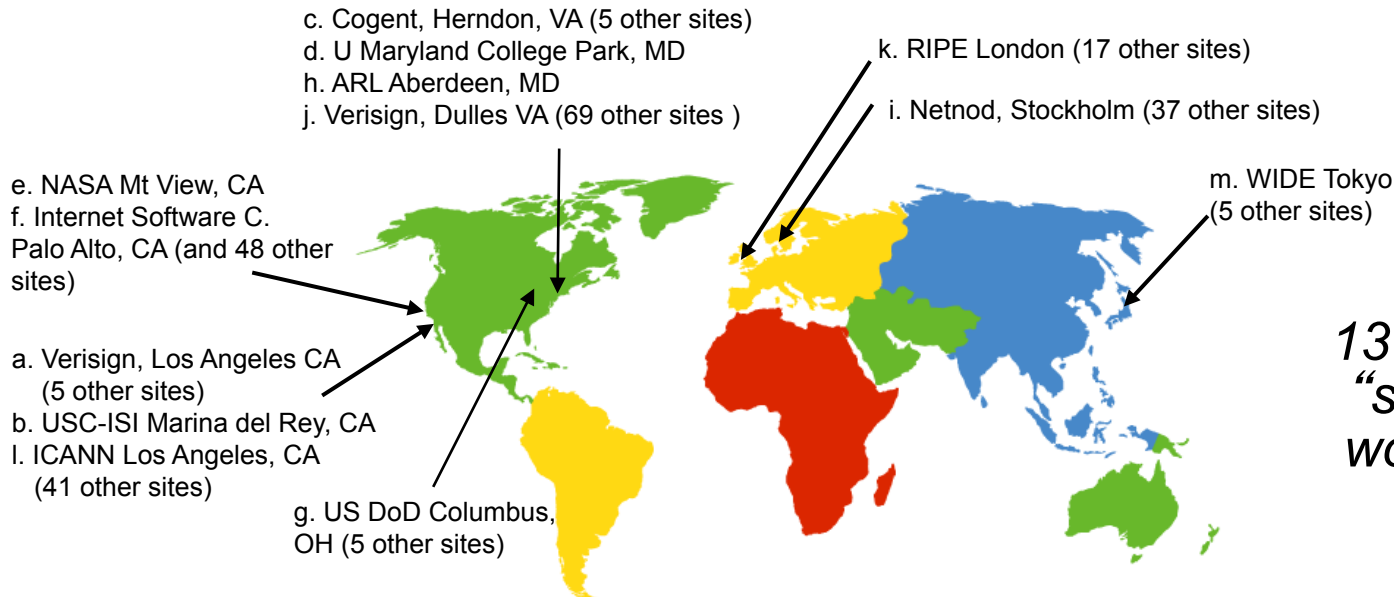 c. Cogent, Herndon, VA (5 other sites)
d. U Maryland College Park, MD
h. ARL Aberdeen, MD
j. Verisign, Dulles VA (69 other sites )
k. RIPE London (17 other sites)
i. Netnod, Stockholm (37 other sites)
e. NASA Mt View, CA
f. Internet Software C.
Palo Alto, CA (and 48 other
sites)
m. WIDE Tokyo
(5 other sites)
a. Verisign, Los Angeles CA
(5 other sites)
b. USC-ISI Marina del Rey, CA
l. ICANN Los Angeles, CA
(41 other sites)
g. US DoD Columbus,
OH (5 other sites)
13